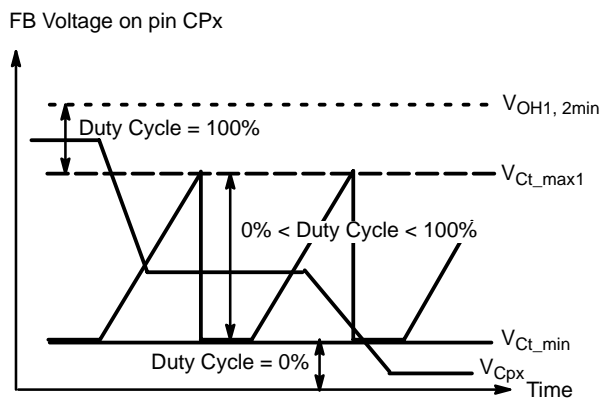 FB Voltage on pin CPx
VOH1, 2min
Duty Cycle = 100%
VCt_max1
0% < Duty Cycle < 100%
VCt_min
Duty Cycle = 0%
VCpx
Time